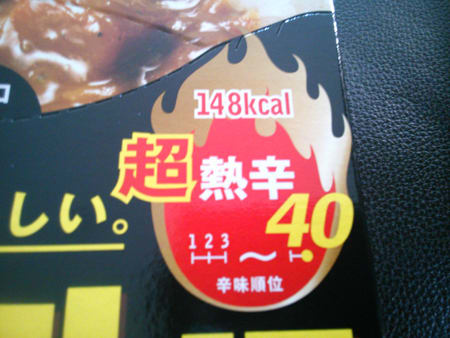 148kcal
超熱辛
しい。
1 2 3 〜 40
辛味順位